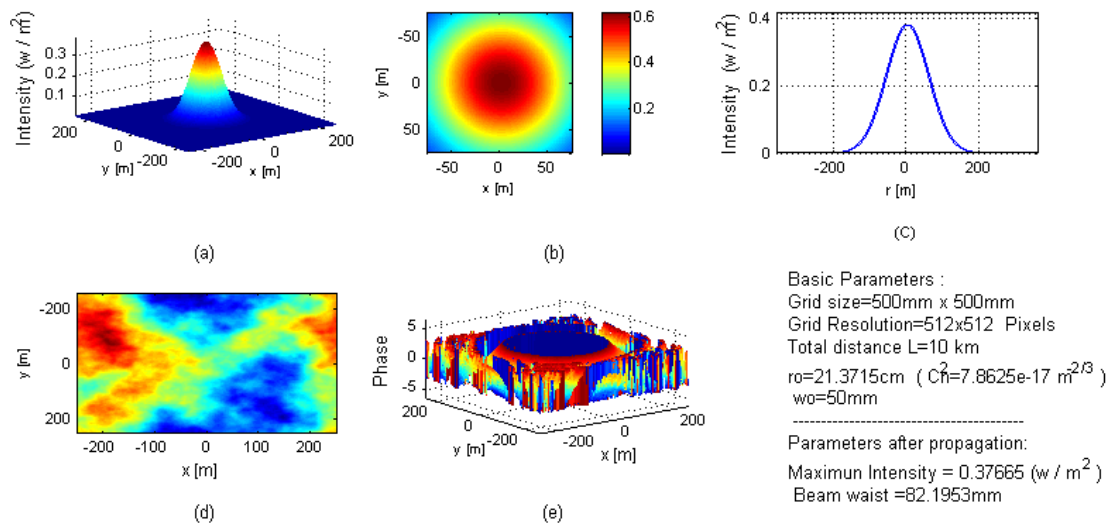 Intensity (w / m²)
0.3
0.2
0.1
200
0
-200
y [m]
-200
0
200
x [m]
(a)
-50
0
50
y [m]
-50
0
50
x [m]
0.6
0.4
0.2
(b)
Intensity (w / m²)
0.4
0.2
0
-200
0
200
r [m]
(C)
-200
0
200
y [m]
-200
-100
0
100
200
x [m]
(d)
Phase
5
0
-5
200
0
-200
y [m]
-200
0
200
x [m]
(e)
Basic Parameters :
Grid size=500mm x 500mm
Grid Resolution=512x512 Pixels
Total distance L=10 km
ro=21.3715cm ( Cn²=7.8625e-17 m^-2/3 )
wo=50mm
----------------------------------------
Parameters after propagation:
Maximun Intensity = 0.37665 (w / m² )
Beam waist =82.1953mm